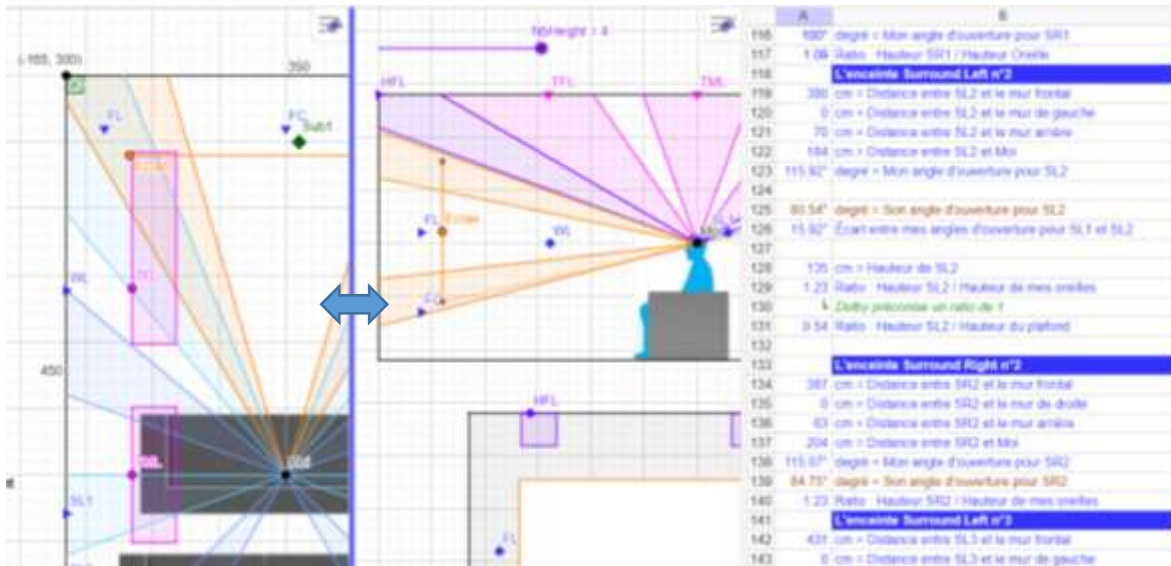 (-165, 300)
350
FL
FC
Sub1
WL
TFL
450
TML
SL1
NbHeight = 4
HFL
TFL
TML
FL
Écran
WL
FC
HFL
FL
A
B
116 100° degré = Mon angle d'ouverture pour SR1
117 1.09 Ratio : Hauteur SR1 / Hauteur Oreille
118 L'enceinte Surround Left n°2
119 380 cm = Distance entre SL2 et le mur frontal
120 0 cm = Distance entre SL2 et le mur de gauche
121 70 cm = Distance entre SL2 et le mur arrière
122 184 cm = Distance entre SL2 et Moi
123 115.92° degré = Mon angle d'ouverture pour SL2
124
125 80.54° degré = Son angle d'ouverture pour SL2
126 15.92° Écart entre mes angles d'ouverture pour SL1 et SL2
127
128 135 cm = Hauteur de SL2
129 1.23 Ratio : Hauteur SL2 / Hauteur de mes oreilles
130 ┕ Dolby préconise un ratio de 1
131 0.54 Ratio : Hauteur SL2 / Hauteur du plafond
133 L'enceinte Surround Right n°2
134 387 cm = Distance entre SR2 et le mur frontal
135 0 cm = Distance entre SR2 et le mur de droite
136 63 cm = Distance entre SR2 et le mur arrière
137 204 cm = Distance entre SR2 et Moi
138 115.07° degré = Mon angle d'ouverture pour SR2
139 84.75° degré = Son angle d'ouverture pour SR2
140 1.23 Ratio : Hauteur SR2 / Hauteur de mes oreilles
141 L'enceinte Surround Left n°3
142 431 cm = Distance entre SL3 et le mur frontal
143 0 cm = Distance entre SL3 et le mur de gauche